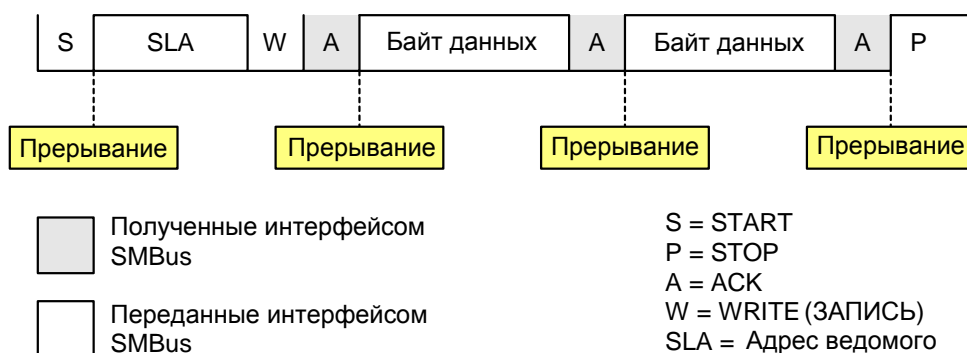 S SLA W A Байт данных A Байт данных A P
Прерывание Прерывание Прерывание Прерывание
Полученные интерфейсом
SMBus
Переданные интерфейсом
SMBus
S = START
P = STOP
A = ACK
W = WRITE (ЗАПИСЬ)
SLA = Адрес ведомого